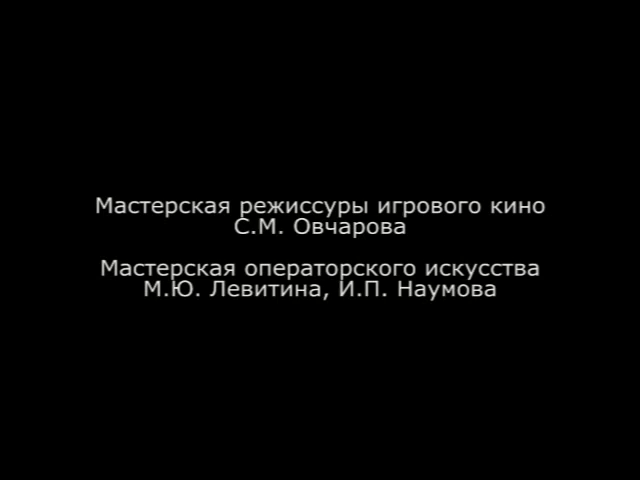 Мастерская режиссуры игрового кино
С.М. Овчарова
Мастерская операторского искусства
М.Ю. Левитина, И.П. Наумова